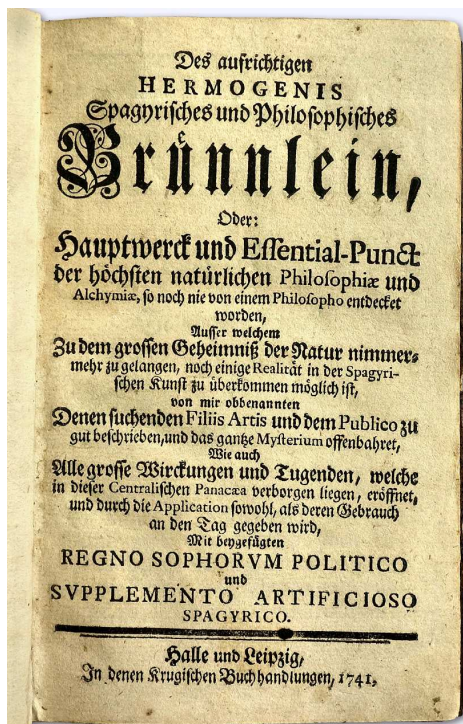 Des aufrichtigen
HERMOGENIS
Spagyrisches und Philosophisches
Brünnlein,
Oder:
Hauptwerck und Essential-Punct
der höchsten natürlichen Philosophiæ und
Alchymiæ, so noch nie von einem Philosopho entdecket
worden,
Ausser welchem
Zu dem grossen Geheimniß der Natur nimmer-
mehr zu gelangen, noch einige Realität in der Spagyri-
schen Kunst zu überkommen möglich ist,
von mir obbenannten
Denen suchenden Filiis Artis und dem Publico zu
gut beschrieben, und das gantze Mysterium offenbahret,
Wie auch
Alle grosse Wirckungen und Tugenden, welche
in dieser Centralischen Panacæa verborgen liegen, eröffnet,
und durch die Application sowohl, als deren Gebrauch
an den Tag gegeben wird,
Mit beygefügten
REGNO SOPHORVM POLITICO
und
SVPPLEMENTO ARTIFICIOSO
SPAGYRICO.
Halle und Leipzig,
In denen Krugischen Buchhandlungen, 1741,